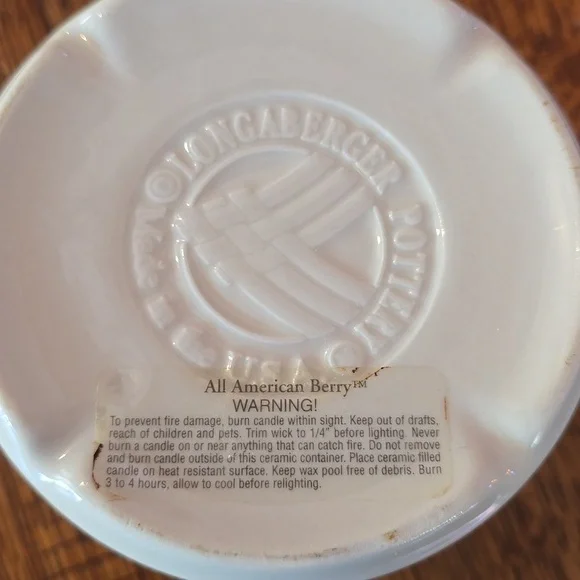 © LONGABERGER POTTERY ©
Made in the USA
All American Berry™
WARNING!
To prevent fire damage, burn candle within sight. Keep out of drafts,
reach of children and pets. Trim wick to 1/4" before lighting. Never
burn a candle on or near anything that can catch fire. Do not remove
and burn candle outside of this ceramic container. Place ceramic filled
candle on heat resistant surface. Keep wax pool free of debris. Burn
3 to 4 hours, allow to cool before relighting.